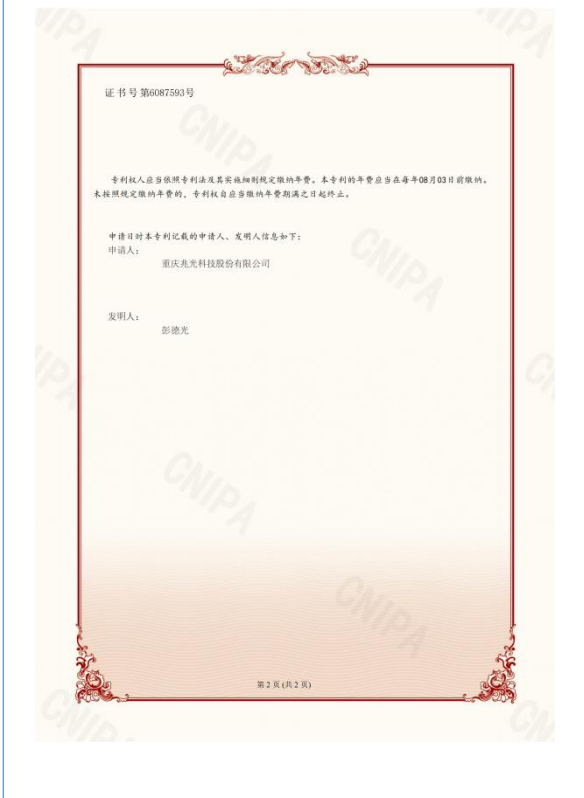 证书号第6087593号
专利权人应当依照专利法及其实施细则规定缴纳年费。本专利的年费应当在每年08月03日前缴纳。
未按照规定缴纳年费的，专利权自应当缴纳年费期满之日起终止。
申请日时本专利记载的申请人、发明人信息如下：
申请人：
重庆兆光科技股份有限公司
发明人：
彭德光
第2页(共2页)
CNIPA
CNIPA
CNIPA
CNIPA
CNIPA
CNIPA